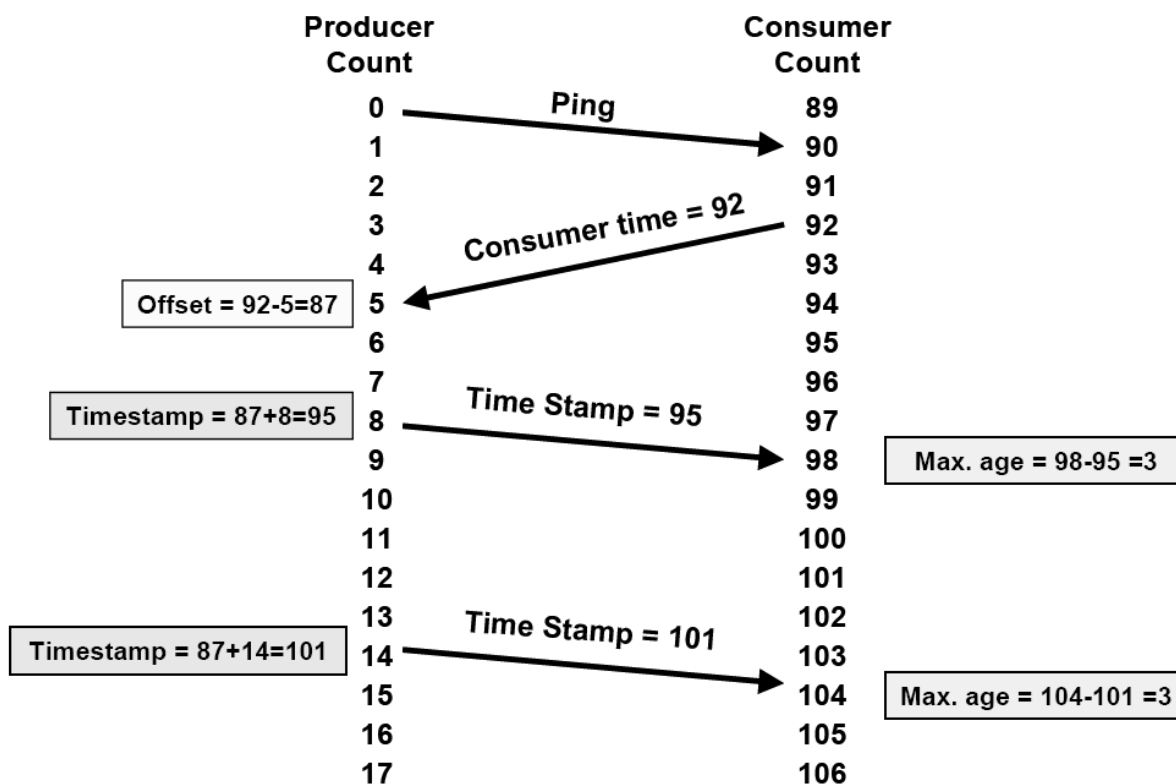 Producer Count
Consumer Count
0 Ping 89
1 90
2 91
3 Consumer time = 92 92
4 93
Offset = 92-5=87 5 94
6 95
7 96
Timestamp = 87+8=95 8 Time Stamp = 95 97
9 98 Max. age = 98-95 =3
10 99
11 100
12 101
13 102
Timestamp = 87+14=101 14 Time Stamp = 101 103
15 104 Max. age = 104-101 =3
16 105
17 106